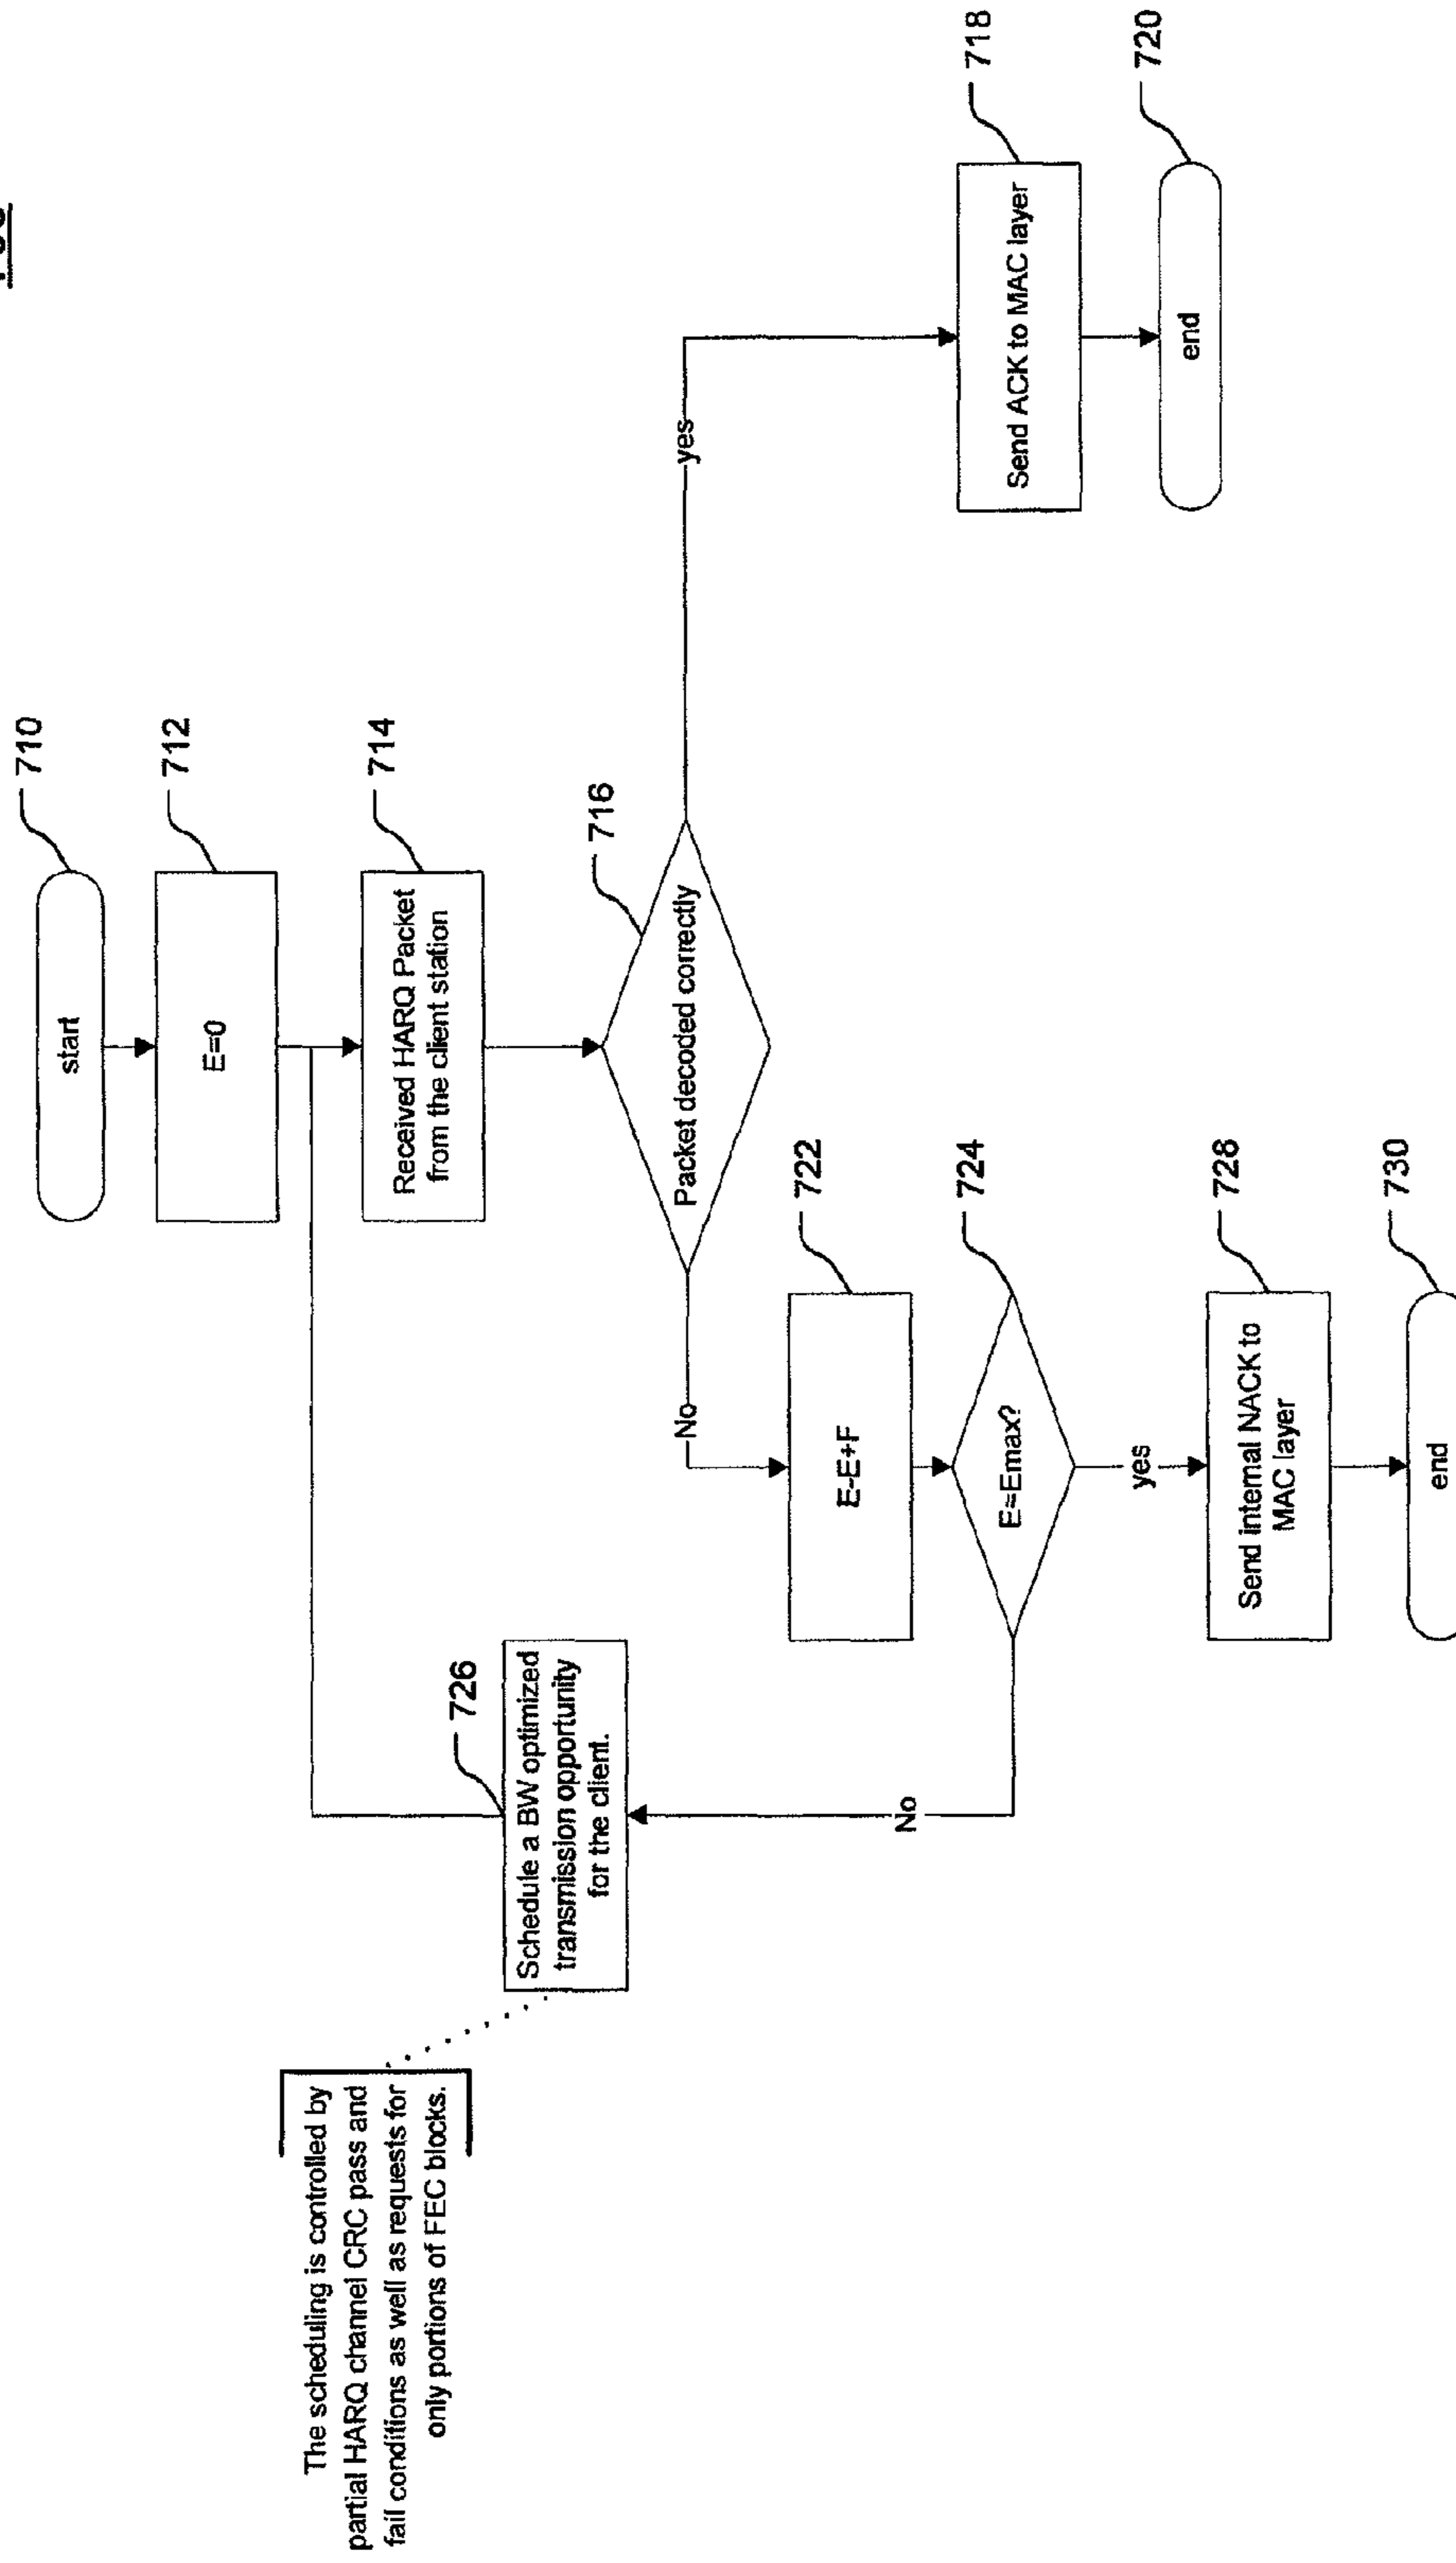 start
710
E=0
712
Received HARQ Packet
from the client station
714
Packet decoded correctly
716
yes
Send ACK to MAC layer
718
end
720
No
E-E+F
722
E=Emax?
724
No
Schedule a BW optimized
transmission opportunity
for the client.
726
The scheduling is controlled by
partial HARQ channel CRC pass and
fail conditions as well as requests for
only portions of FEC blocks.
yes
Send internal NACK to
MAC layer
728
end
730